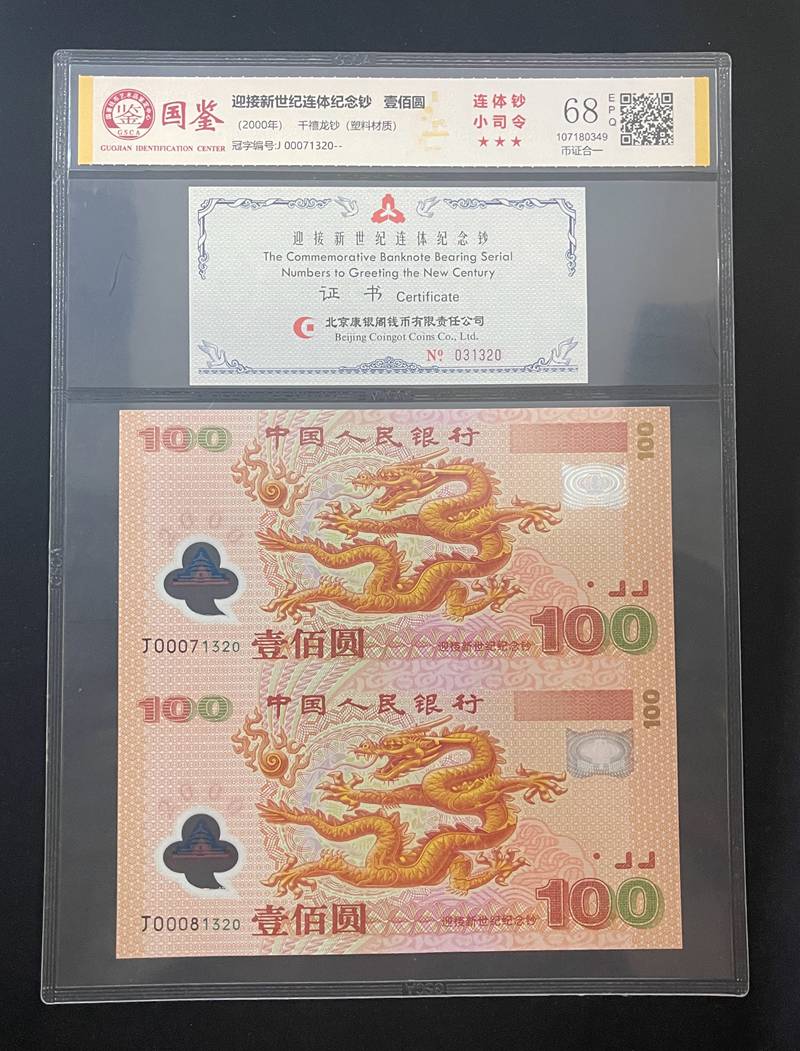 GSCA
国鉴
GUOJIAN IDENTIFICATION CENTER
迎接新世纪连体纪念钞 壹佰圆
(2000年) 千禧龙钞(塑料材质)
冠字编号:J 00071320--
连体钞
小司令
★★★
68
EPQ
107180349
币证合一
迎接新世纪连体纪念钞
The Commemorative Banknote Bearing Serial
Numbers to Greeting the New Century
证书 Certificate
北京康银阁钱币有限责任公司
Beijing Coingot Coins Co., Ltd.
Nº 031320
100 中国人民银行 100
2000
J00071320 壹佰圆 迎接新世纪纪念钞 100
100 中国人民银行 100
2000
J00081320 壹佰圆 迎接新世纪纪念钞 100
GSCA